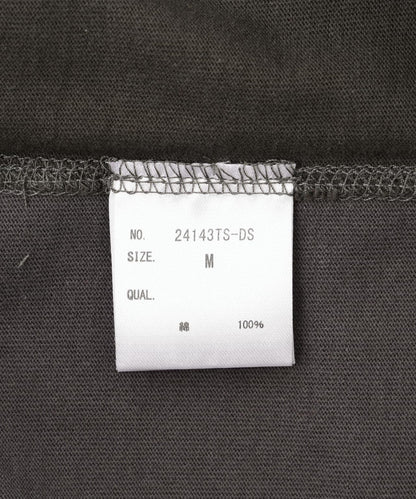 NO. 24143TS-DS
SIZE. M
QUAL.
綿 100%